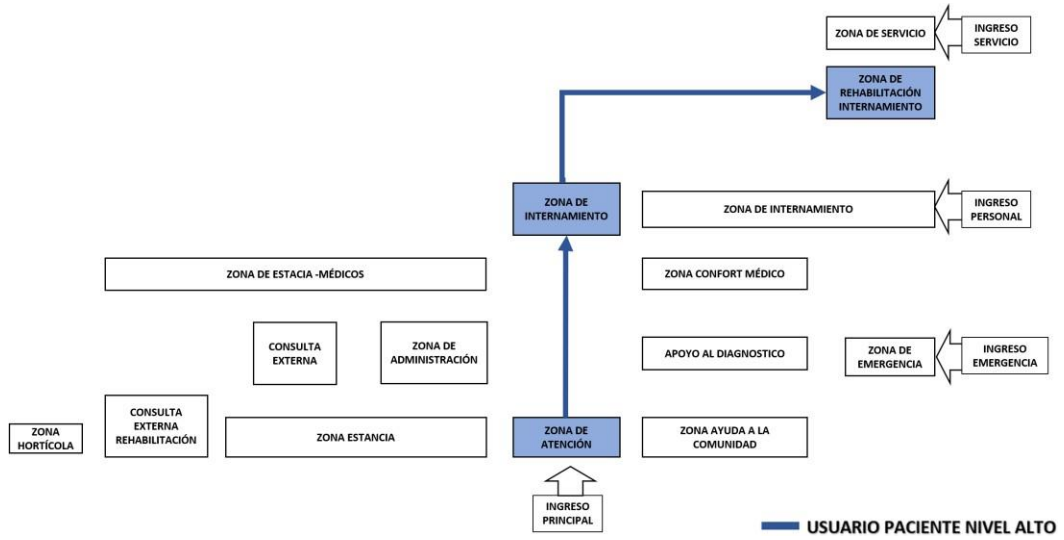 ZONA DE SERVICIO
INGRESO
SERVICIO
ZONA DE
REHABILITACIÓN
INTERNAMIENTO
ZONA DE
INTERNAMIENTO
ZONA DE INTERNAMIENTO
INGRESO
PERSONAL
ZONA DE ESTACIA -MÉDICOS
ZONA CONFORT MÉDICO
CONSULTA
EXTERNA
ZONA DE
ADMINISTRACIÓN
APOYO AL DIAGNOSTICO
ZONA DE
EMERGENCIA
INGRESO
EMERGENCIA
ZONA
HORTÍCOLA
CONSULTA
EXTERNA
REHABILITACIÓN
ZONA ESTANCIA
ZONA DE
ATENCIÓN
ZONA AYUDA A LA
COMUNIDAD
INGRESO
PRINCIPAL
USUARIO PACIENTE NIVEL ALTO